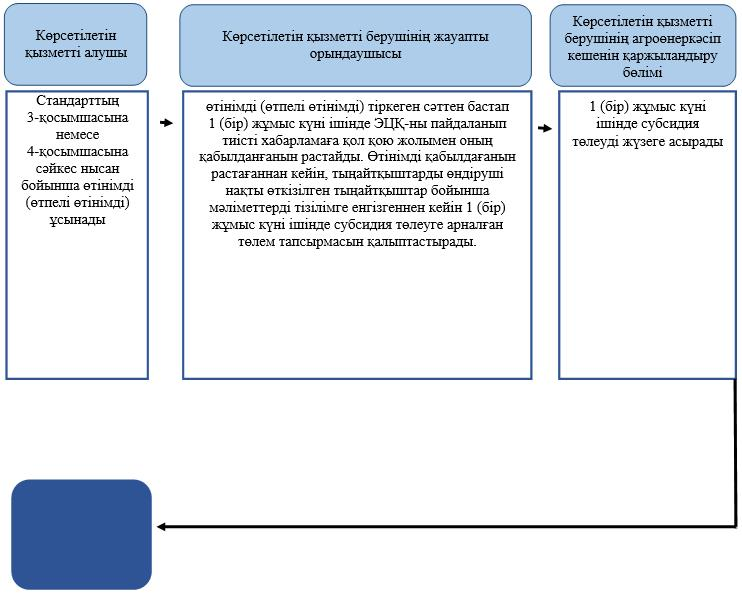 Көрсетілетін
қызметті алушы
Көрсетілетін қызметті берушінің жауапты
орындаушысы
Көрсетілетін қызметті
берушінің агроөнеркәсіп
кешенін қаржыландыру
бөлімі
Стандарттың
3-қосымшасына
немесе
4-қосымшасына
сәйкес нысан
бойынша өтінімді
(өтпелі өтінімді)
ұсынады
өтінімді (өтпелі өтінімді) тіркеген сәттен бастап
1 (бір) жұмыс күні ішінде ЭЦҚ-ны пайдаланып
тиісті хабарламаға қол қою жолымен оның
қабылданғанын растайды. Өтінімді қабылдағанын
растағаннан кейін, тыңайтқыштарды өндіруші
нақты өткізілген тыңайтқыштар бойынша
мәліметтерді тізілімге енгізгеннен кейін 1 (бір)
жұмыс күні ішінде субсидия төлеуге арналған
төлем тапсырмасын қалыптастырады.
1 (бір) жұмыс күні
ішінде субсидия
төлеуді жүзеге асырады